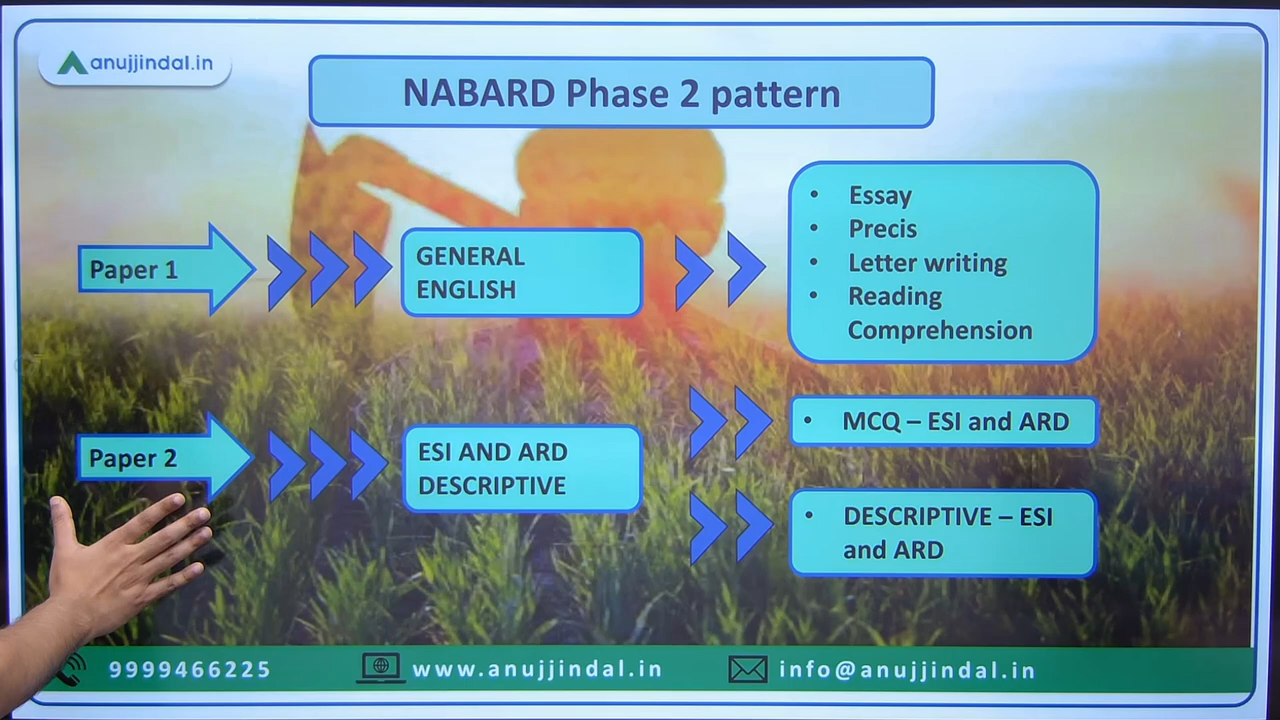 anujjindal.in
NABARD Phase 2 pattern
Paper 1
GENERAL
ENGLISH
• Essay
• Precis
• Letter writing
• Reading
Comprehension
Paper 2
ESI AND ARD
DESCRIPTIVE
• MCQ – ESI and ARD
• DESCRIPTIVE – ESI
and ARD
9999466225
www.anujjindal.in
info@anujjindal.in